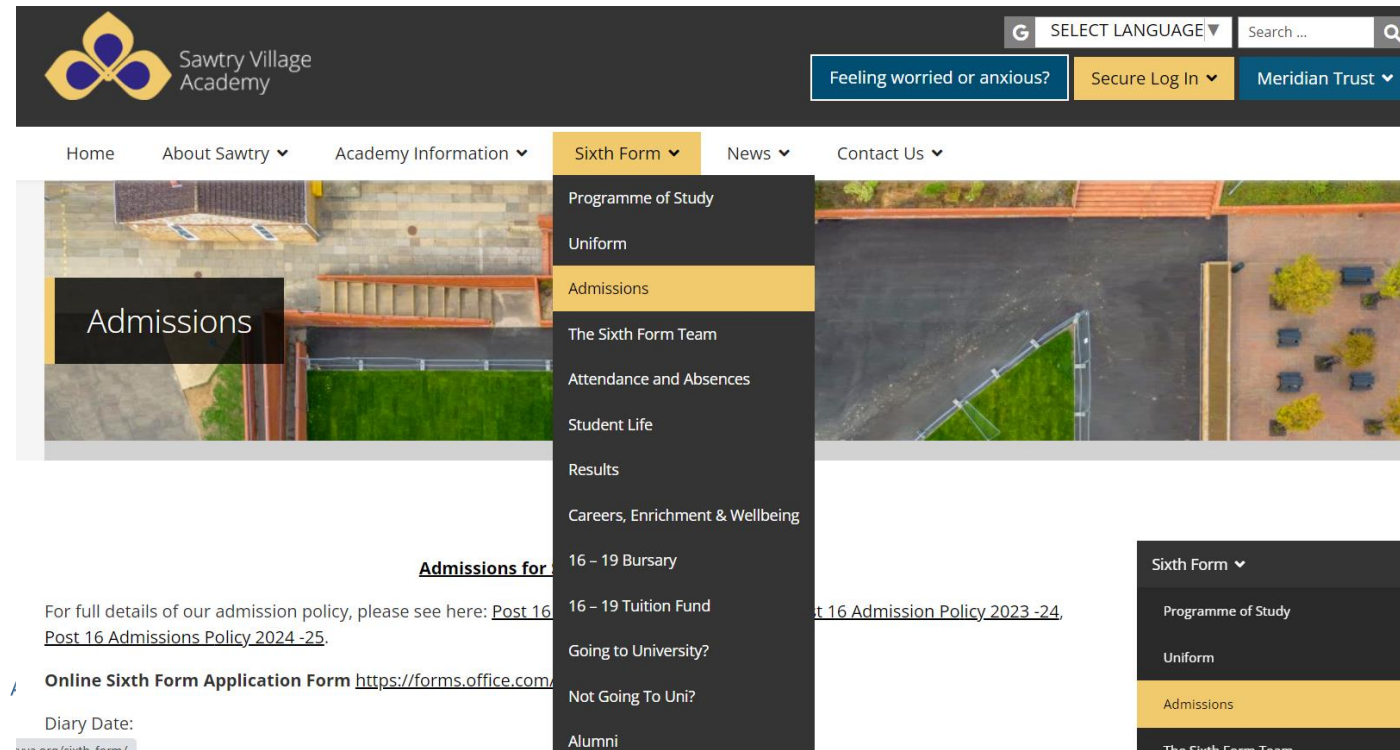 Sawtry Village
Academy
G SELECT LANGUAGE▼ Search ...
Feeling worried or anxious? Secure Log In Meridian Trust
Home About Sawtry Academy Information Sixth Form News Contact Us
Programme of Study
Uniform
Admissions
The Sixth Form Team
Attendance and Absences
Student Life
Results
Careers, Enrichment & Wellbeing
16 – 19 Bursary
16 – 19 Tuition Fund
Going to University?
Not Going To Uni?
Alumni
Admissions
Admissions for
For full details of our admission policy, please see here: Post 16 16 Admission Policy 2023 -24,
Post 16 Admissions Policy 2024 -25.
Online Sixth Form Application Form https://forms.office.com/
Diary Date:
Sixth Form
Programme of Study
Uniform
Admissions
The Sixth Form Team